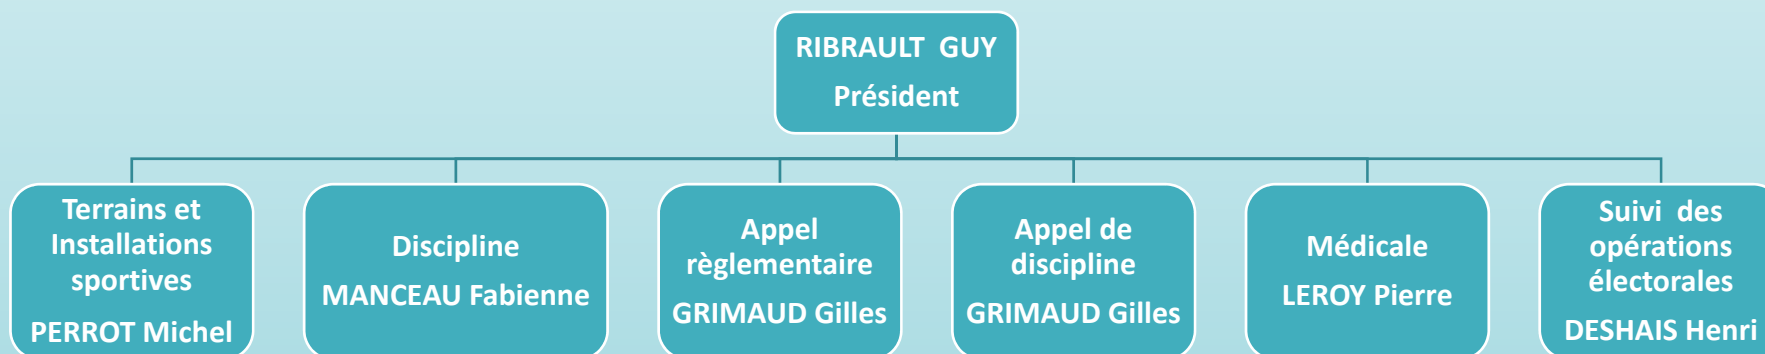 RIBRAULT  GUY
Président
Terrains et
Installations
sportives
PERROT Michel
Discipline
MANCEAU Fabienne
Appel
règlementaire
GRIMAUD Gilles
Appel de
discipline
GRIMAUD Gilles
Médicale
LEROY Pierre
Suivi  des
opérations
électorales
DESHAIS Henri